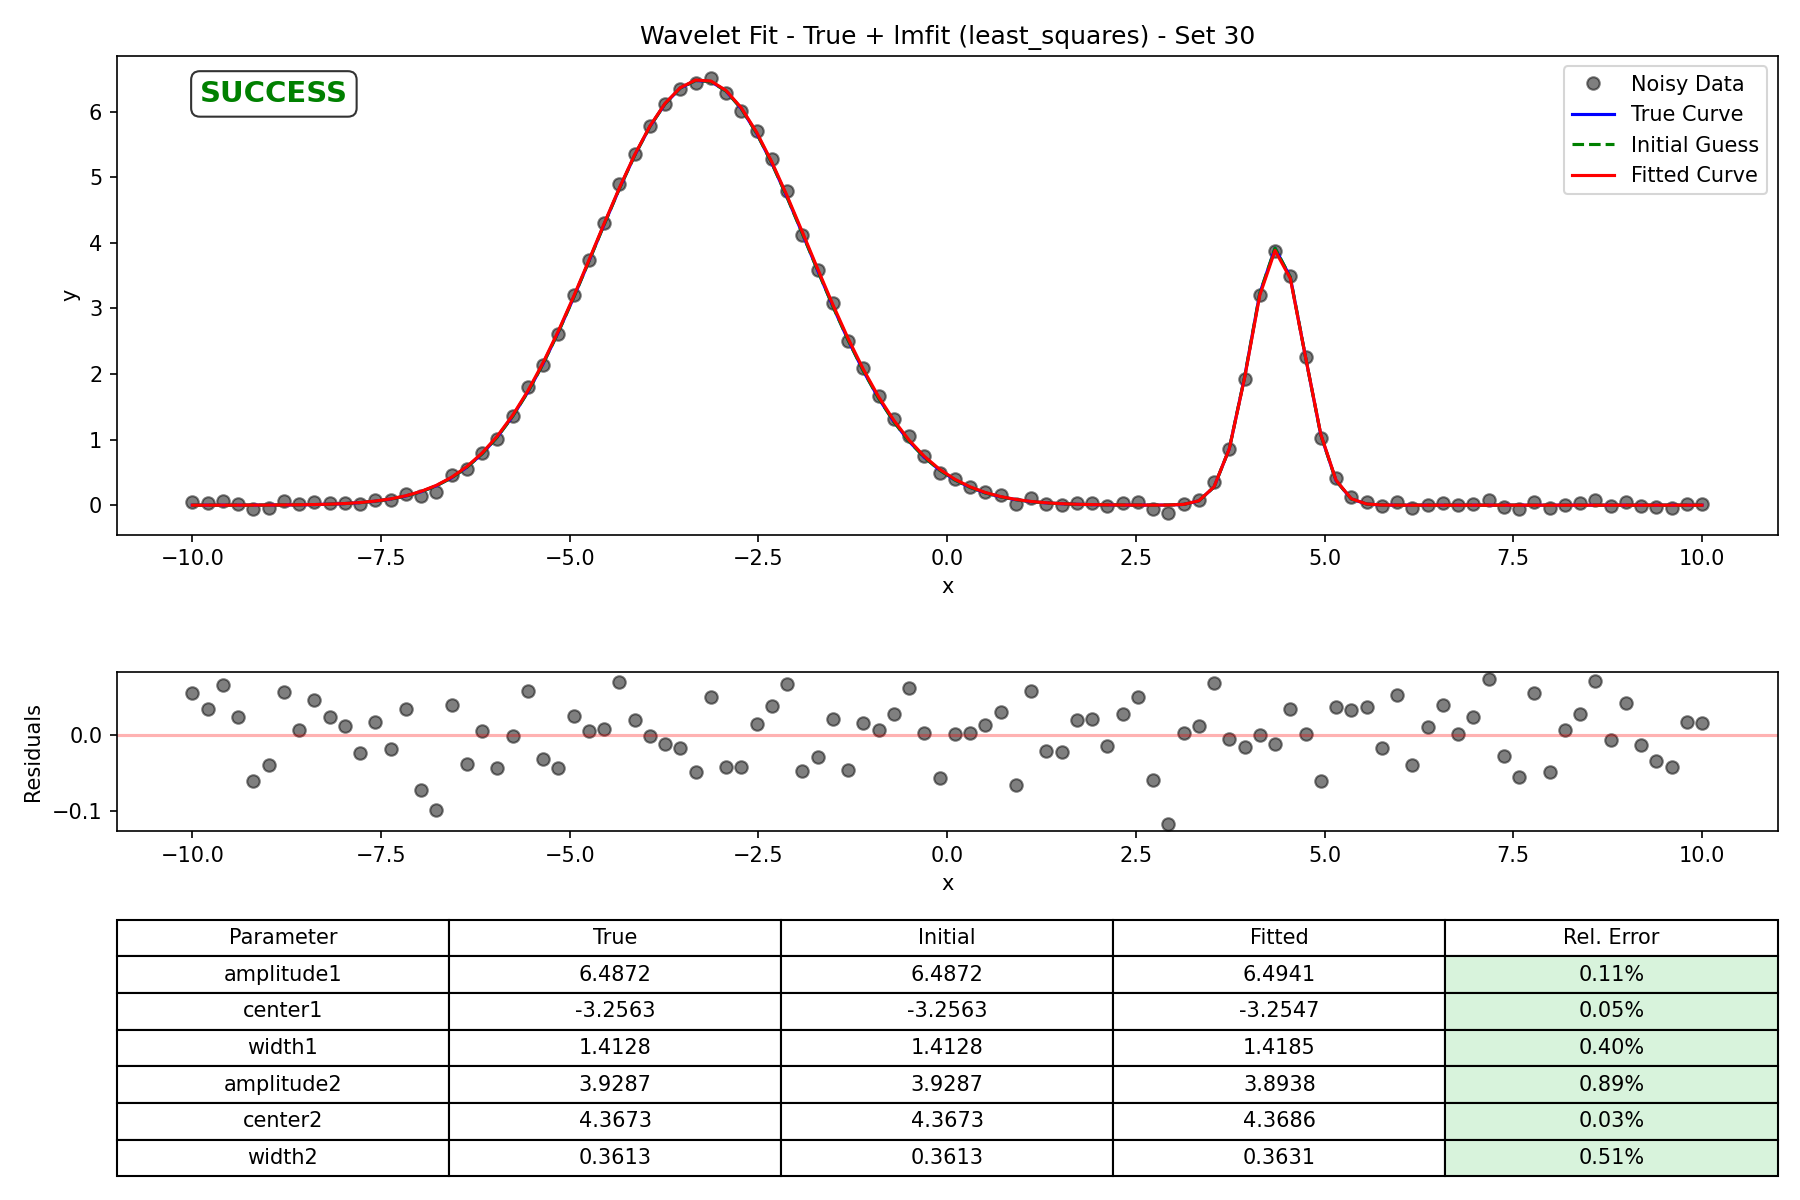 Wavelet Fit - True + lmfit (least_squares) - Set 30
SUCCESS
Noisy Data
True Curve
Initial Guess
Fitted Curve
y
6
5
4
3
2
1
0
−10.0 −7.5 −5.0 −2.5 0.0 2.5 5.0 7.5 10.0
x
Residuals
0.0
−0.1
−10.0 −7.5 −5.0 −2.5 0.0 2.5 5.0 7.5 10.0
x
Parameter True Initial Fitted Rel. Error
amplitude1 6.4872 6.4872 6.4941 0.11%
center1 -3.2563 -3.2563 -3.2547 0.05%
width1 1.4128 1.4128 1.4185 0.40%
amplitude2 3.9287 3.9287 3.8938 0.89%
center2 4.3673 4.3673 4.3686 0.03%
width2 0.3613 0.3613 0.3631 0.51%